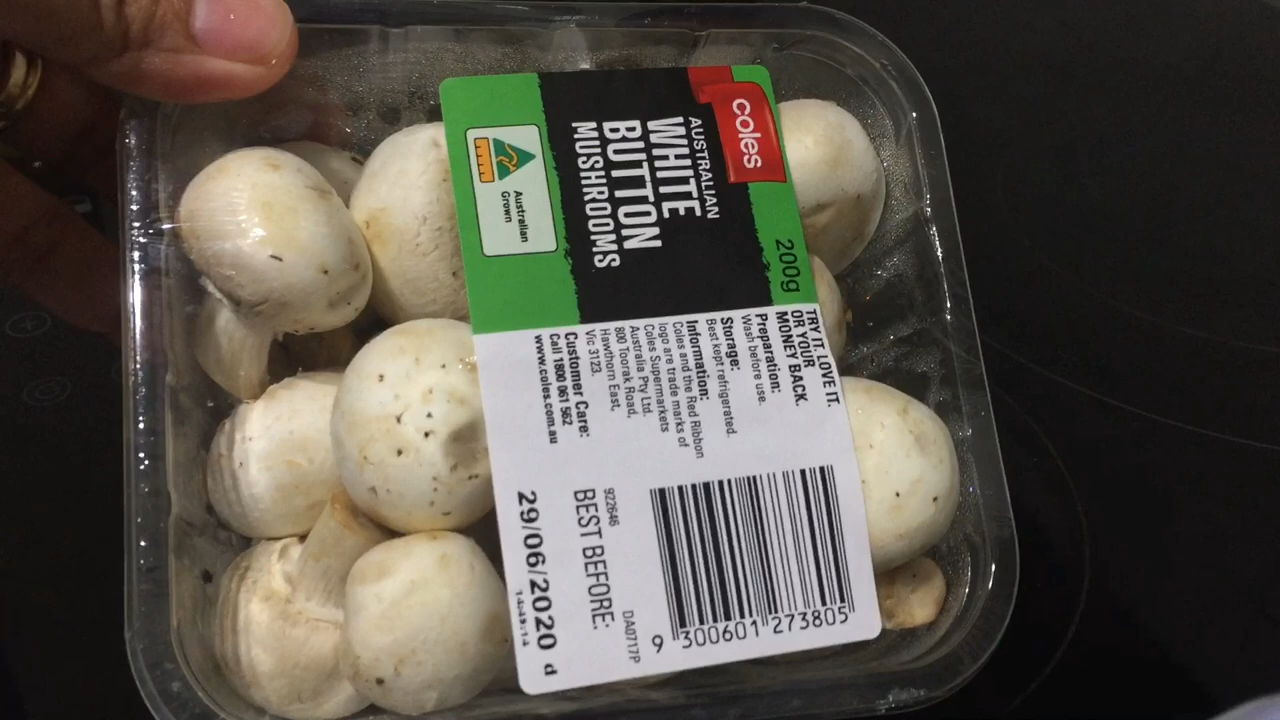 coles
AUSTRALIAN
WHITE
BUTTON
MUSHROOMS
200g
Australian
Grown
TRY IT. LOVE IT.
OR YOUR
MONEY BACK.
Preparation:
Wash before use.
Storage:
Best kept refrigerated.
Information:
Coles and the Red Ribbon
logo are trade marks of
Coles Supermarkets
Australia Pty Ltd.
800 Toorak Road,
Hawthorn East,
Vic 3123.
Customer Care:
Call 1800 061 562
www.coles.com.au
9 300601 273805
DA0717P
922646
BEST BEFORE:
29/06/2020 d
14:49:14